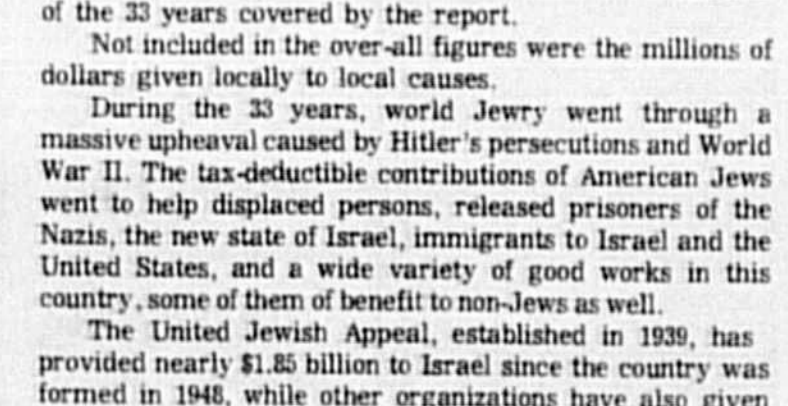 of the 33 years covered by the report.
Not included in the over-all figures were the millions of
dollars given locally to local causes.
During the 33 years, world Jewry went through a
massive upheaval caused by Hitler's persecutions and World
War II. The tax-deductible contributions of American Jews
went to help displaced persons, released prisoners of the
Nazis, the new state of Israel, immigrants to Israel and the
United States, and a wide variety of good works in this
country, some of them of benefit to non-Jews as well.
The United Jewish Appeal, established in 1939, has
provided nearly $1.85 billion to Israel since the country was
formed in 1948, while other organizations have also given